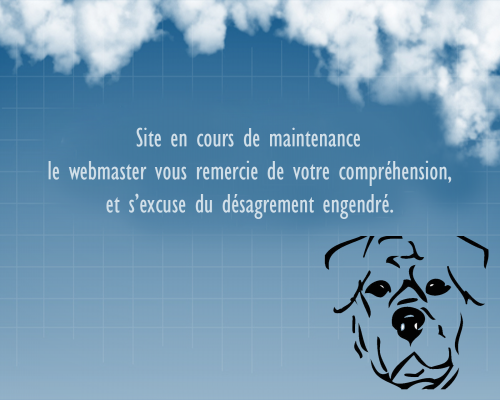 Site en cours de maintenance
le webmaster vous remercie de votre compréhension,
et s'excuse du désagrement engendré.